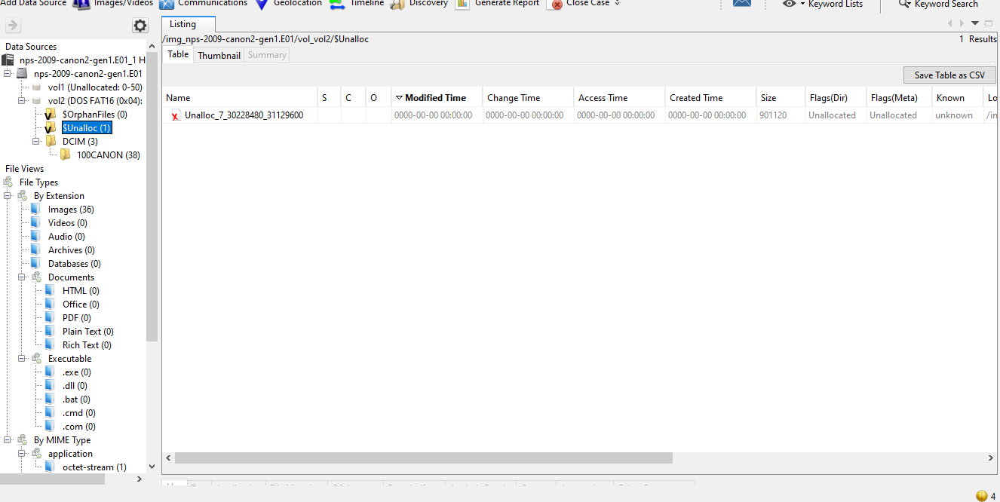 Add Data Source Images/Videos Communications Geolocation Timeline Discovery Generate Report Close Case Keyword Lists Keyword Search
Listing
/img_nps-2009-canon2-gen1.E01/vol_vol2/$Unalloc
1 Results
Table Thumbnail Summary
Save Table as CSV
Name S C O Modified Time Change Time Access Time Created Time Size Flags(Dir) Flags(Meta) Known Lo
Unalloc_7_30228480_31129600 0000-00-00 00:00:00 0000-00-00 00:00:00 0000-00-00 00:00:00 0000-00-00 00:00:00 901120 Unallocated Unallocated unknown /in
Data Sources
nps-2009-canon2-gen1.E01_1 H
nps-2009-canon2-gen1.E01
vol1 (Unallocated: 0-50)
vol2 (DOS FAT16 (0x04):
$OrphanFiles (0)
$Unalloc (1)
DCIM (3)
100CANON (38)
File Views
File Types
By Extension
Images (36)
Videos (0)
Audio (0)
Archives (0)
Databases (0)
Documents
HTML (0)
Office (0)
PDF (0)
Plain Text (0)
Rich Text (0)
Executable
.exe (0)
.dll (0)
.bat (0)
.cmd (0)
.com (0)
By MIME Type
application
octet-stream (1)
4